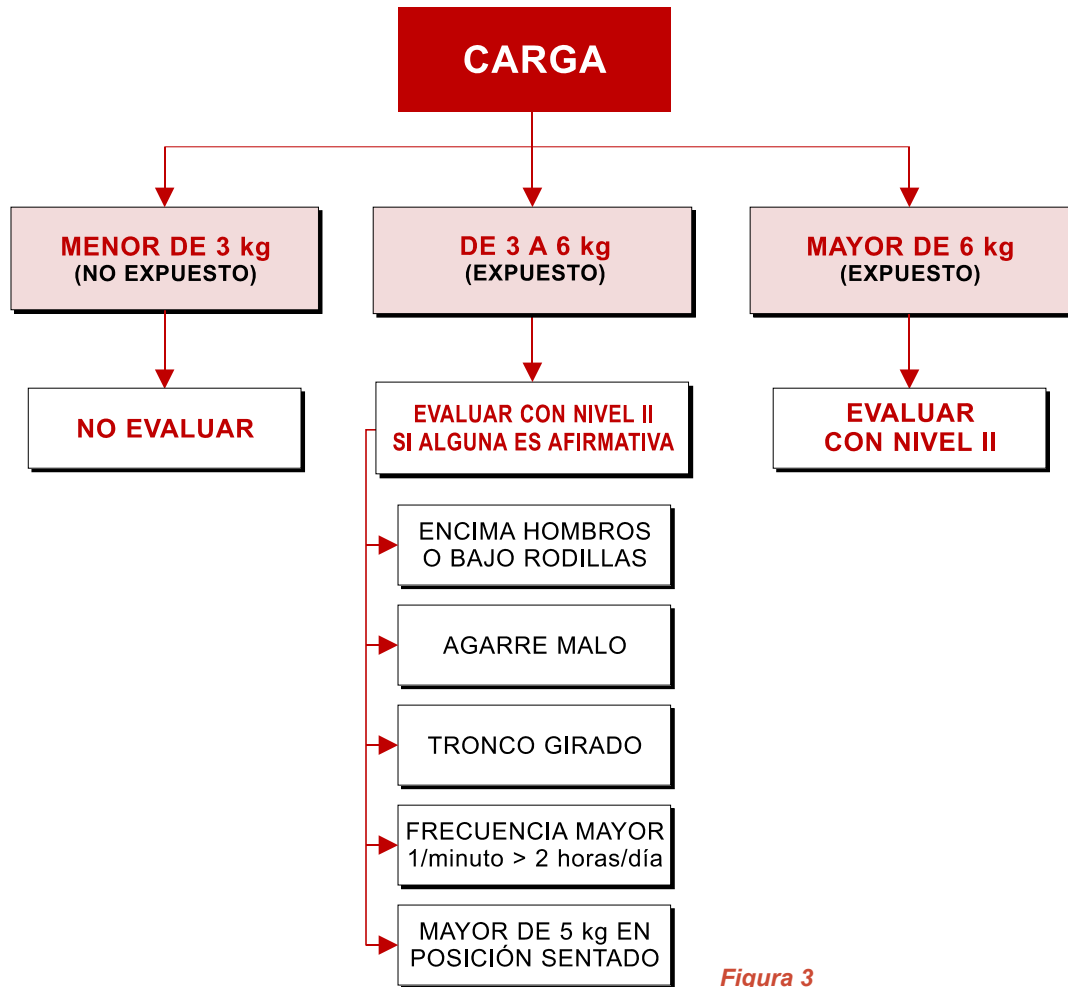 CARGA
MENOR DE 3 kg
(NO EXPUESTO)
DE 3 A 6 kg
(EXPUESTO)
MAYOR DE 6 kg
(EXPUESTO)
NO EVALUAR
EVALUAR CON NIVEL II
SI ALGUNA ES AFIRMATIVA
EVALUAR
CON NIVEL II
ENCIMA HOMBROS
O BAJO RODILLAS
AGARRE MALO
TRONCO GIRADO
FRECUENCIA MAYOR
1/minuto > 2 horas/día
MAYOR DE 5 kg EN
POSICIÓN SENTADO
Figura 3